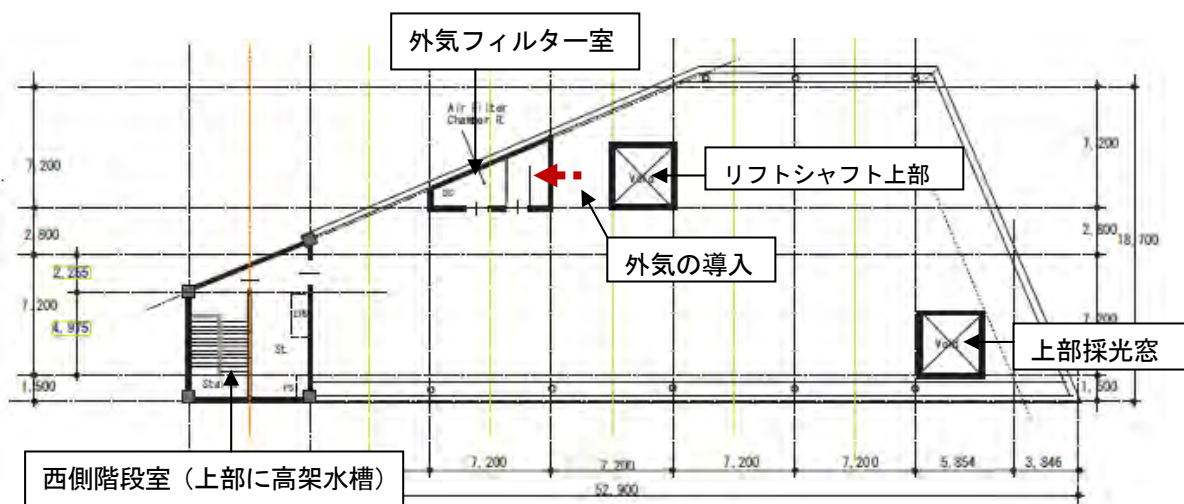 外気フィルター室
Air Filter
Chamber R.
7,200
7,200
Void
リフトシャフト上部
2,800
2,800
18,700
外気の導入
2,255
7,200
7,200
4,975
St.
Void
上部採光窓
Sta
PS
1,500
1,500
西側階段室（上部に高架水槽）
7,200
7,200
7,200
7,200
5,854
3,846
52,900